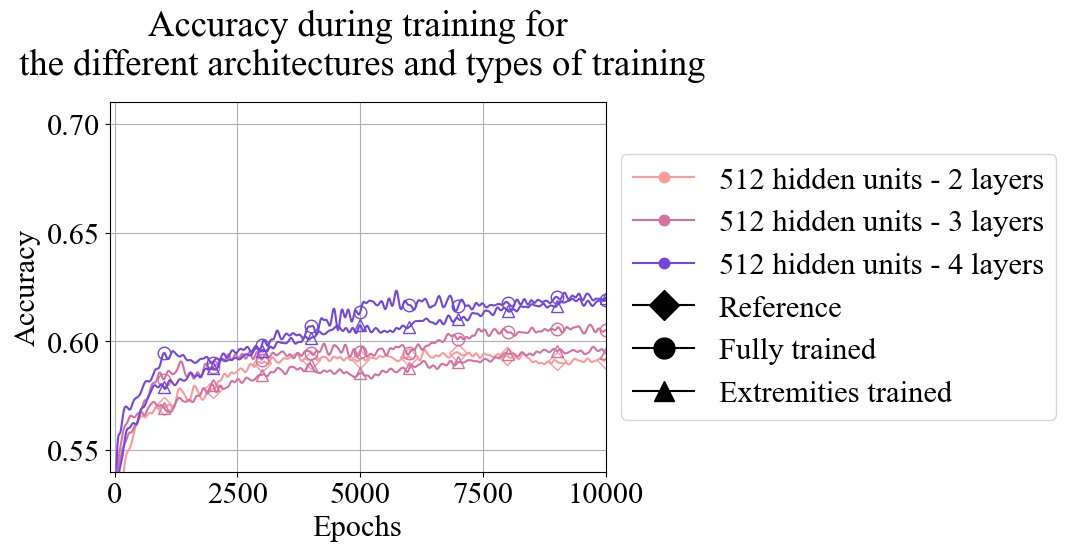 Accuracy during training for
the different architectures and types of training
0.70
0.65
0.60
0.55
Accuracy
0
2500
5000
7500
10000
Epochs
512 hidden units - 2 layers
512 hidden units - 3 layers
512 hidden units - 4 layers
Reference
Fully trained
Extremities trained